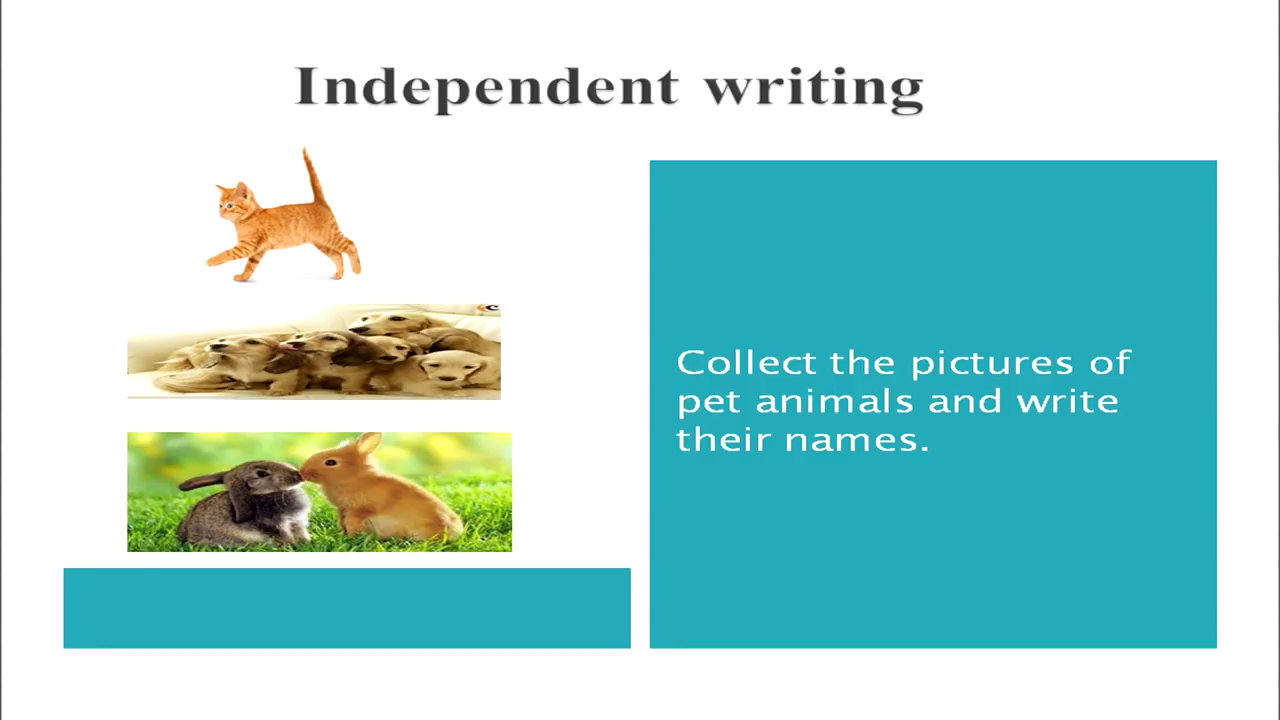 Independent writing
Collect the pictures of
pet animals and write
their names.